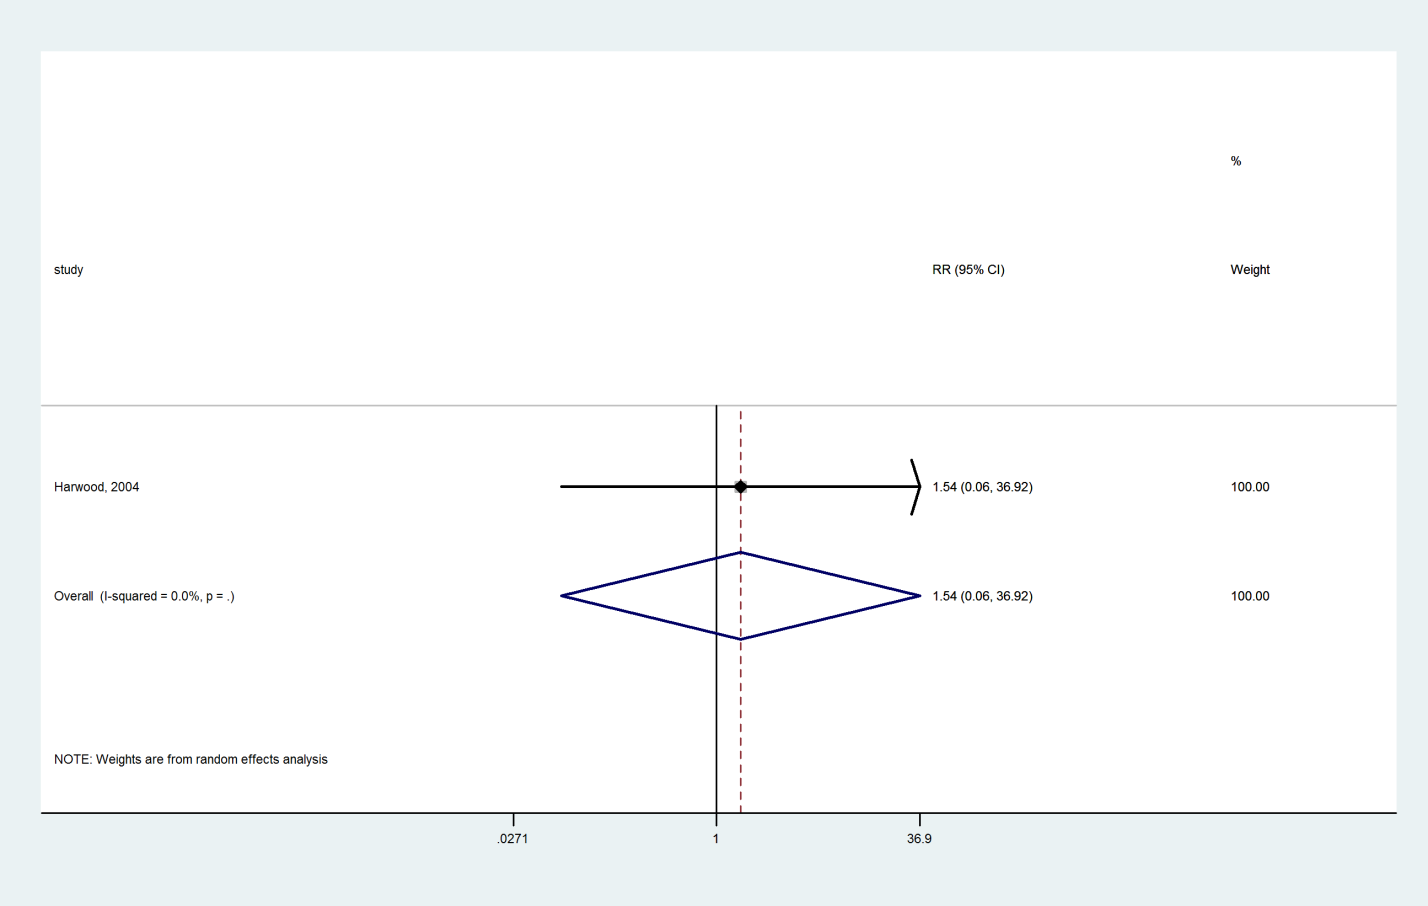 %
study RR (95% CI) Weight
Harwood, 2004 1.54 (0.06, 36.92) 100.00
Overall (I-squared = 0.0%, p = .) 1.54 (0.06, 36.92) 100.00
NOTE: Weights are from random effects analysis
.0271 1 36.9